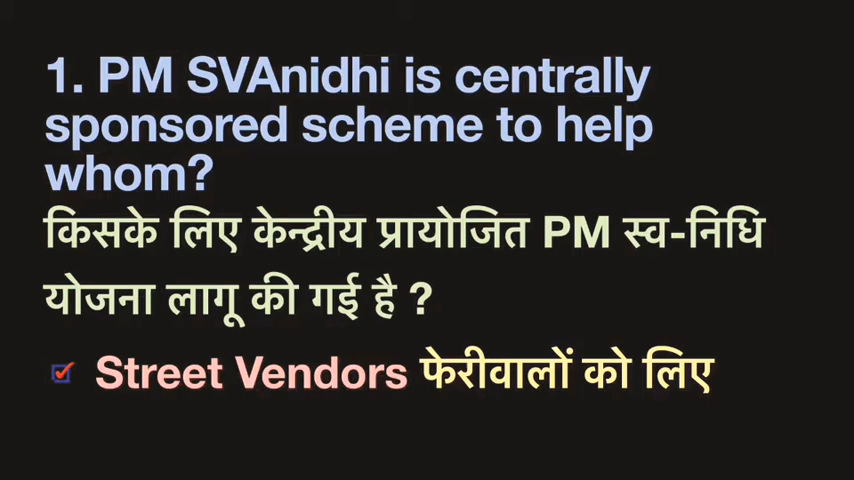 1. PM SVAnidhi is centrally
sponsored scheme to help
whom?
किसके लिए केन्द्रीय प्रायोजित PM स्व-निधि
योजना लागू की गई है ?
Street Vendors फेरीवालों को लिए